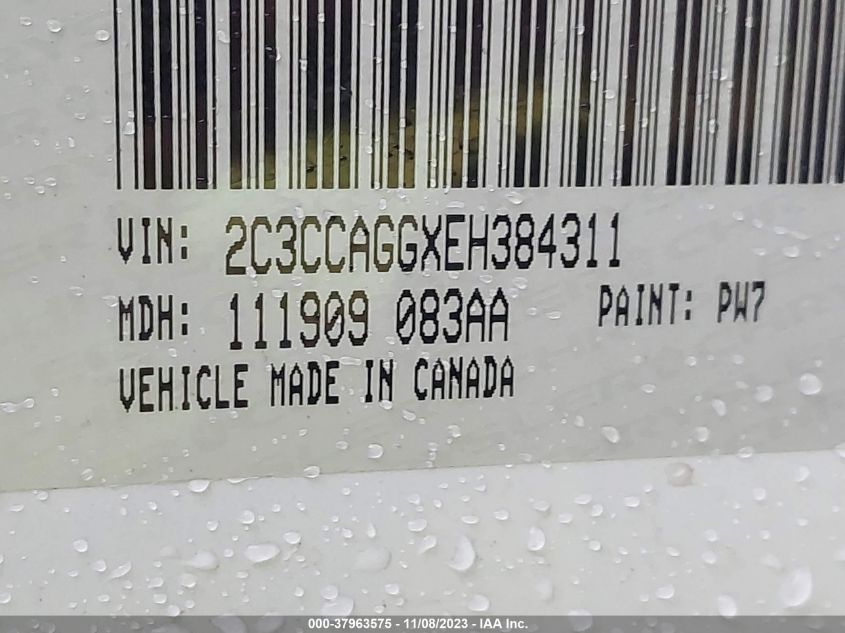 VIN: 2C3CCAGGXEH384311
MDH: 111909 083AA PAINT: PW7
VEHICLE MADE IN CANADA
000-37963575 - 11/08/2023 - IAA Inc.